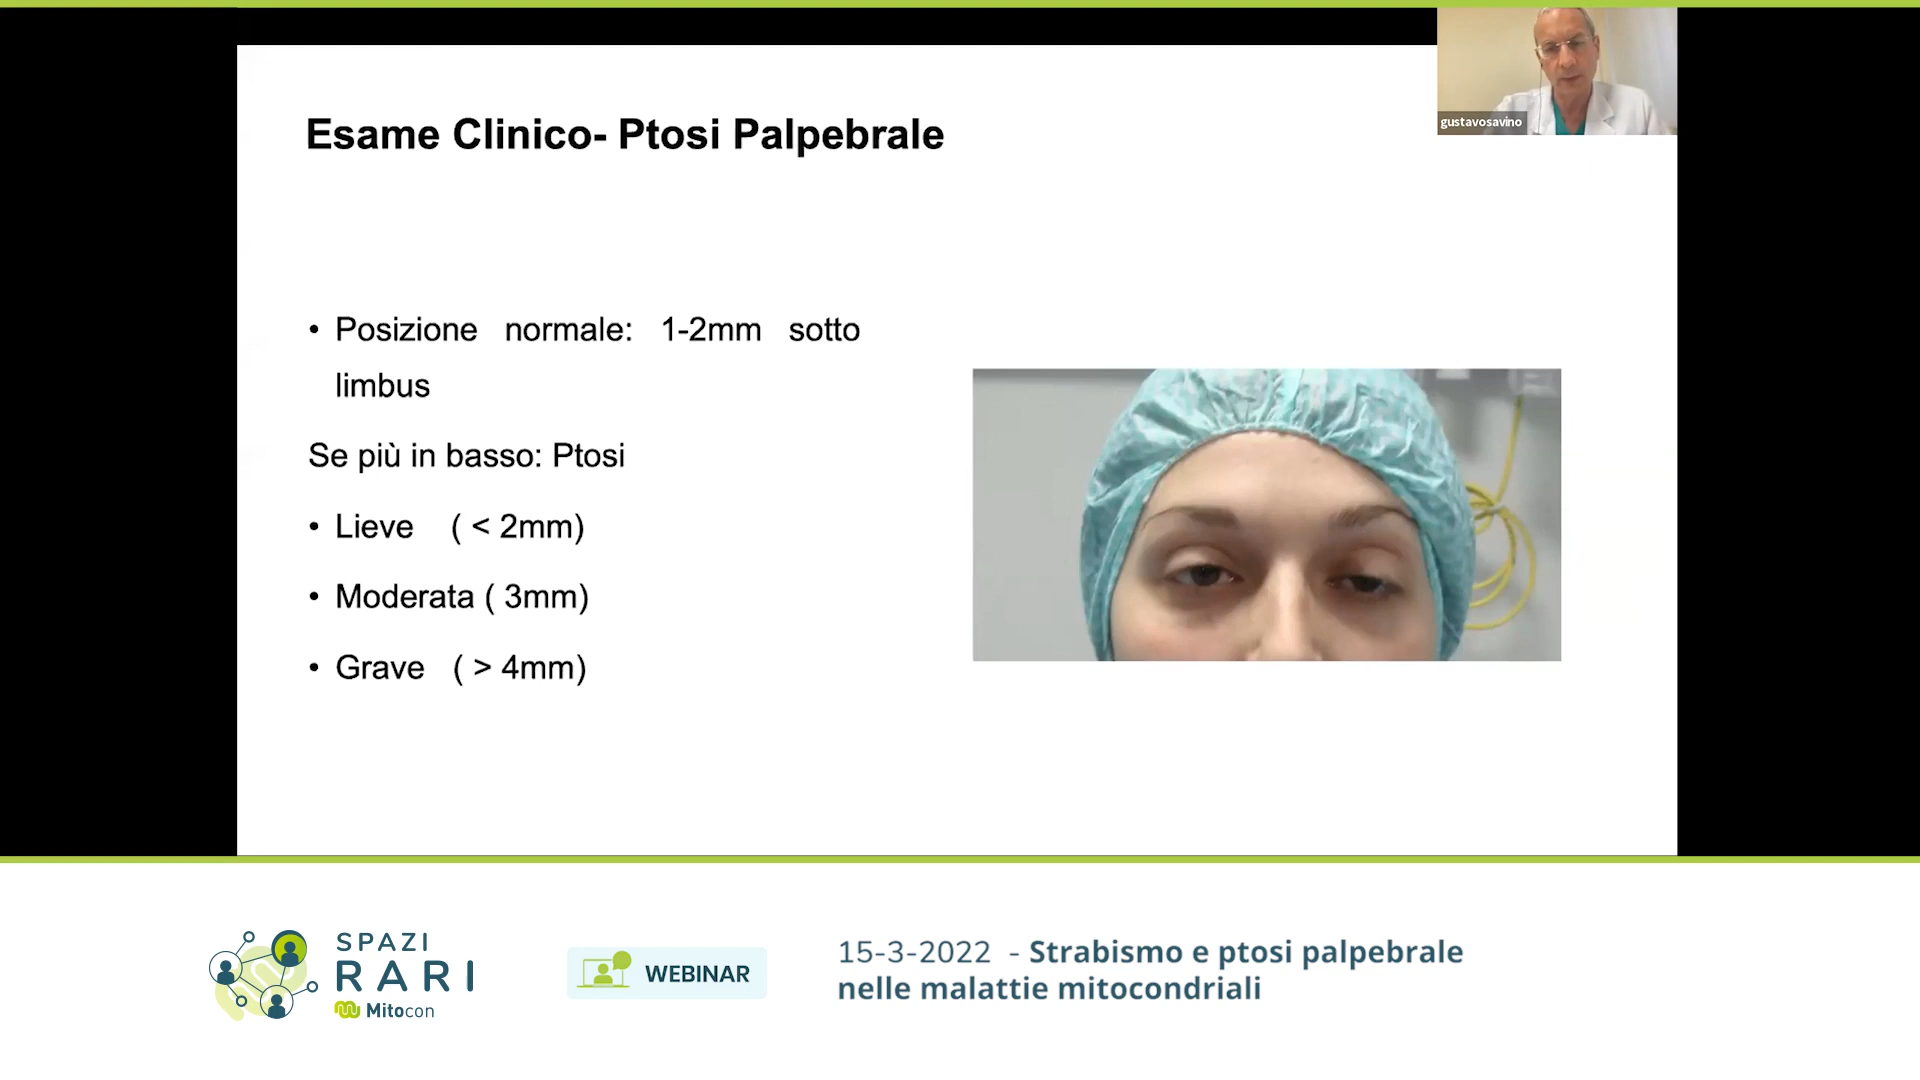 gustavosavino
Esame Clinico- Ptosi Palpebrale
• Posizione normale: 1-2mm sotto
limbus
Se più in basso: Ptosi
• Lieve ( < 2mm)
• Moderata ( 3mm)
• Grave ( > 4mm)
SPAZI
RARI
Mitocon
WEBINAR
15-3-2022 - Strabismo e ptosi palpebrale
nelle malattie mitocondriali